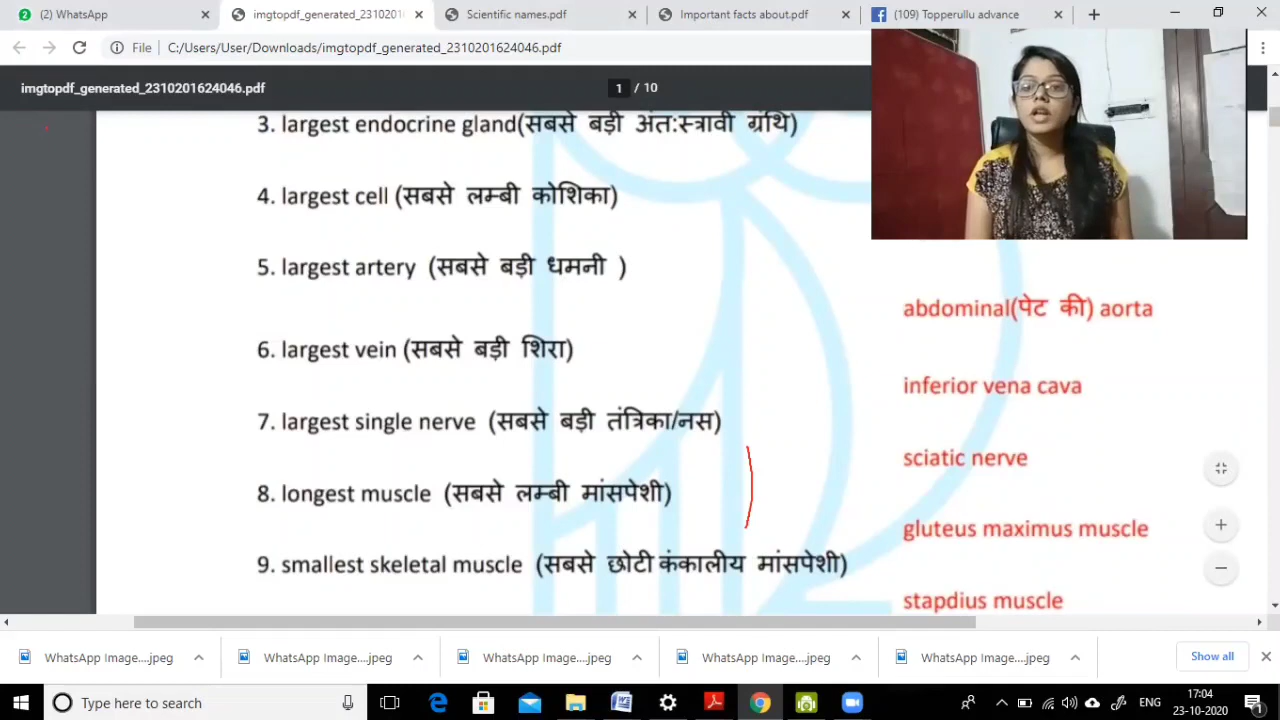 (2) WhatsApp
imgtopdf_generated_2310201
Scientific names.pdf
Important facts about.pdf
(109) Topperullu advance
File
C:/Users/User/Downloads/imgtopdf_generated_2310201624046.pdf
imgtopdf_generated_2310201624046.pdf
1 / 10
3. largest endocrine gland(सबसे बड़ी अंत:स्त्रावी ग्रंथि)
4. largest cell (सबसे लम्बी कोशिका)
5. largest artery (सबसे बड़ी धमनी )
abdominal(पेट की) aorta
6. largest vein (सबसे बड़ी शिरा)
inferior vena cava
7. largest single nerve (सबसे बड़ी तंत्रिका/नस)
sciatic nerve
8. longest muscle (सबसे लम्बी मांसपेशी)
gluteus maximus muscle
9. smallest skeletal muscle (सबसे छोटी कंकालीय मांसपेशी)
stapdius muscle
WhatsApp Image....jpeg
WhatsApp Image....jpeg
WhatsApp Image....jpeg
WhatsApp Image....jpeg
WhatsApp Image....jpeg
Show all
Type here to search
ENG
17:04
23-10-2020